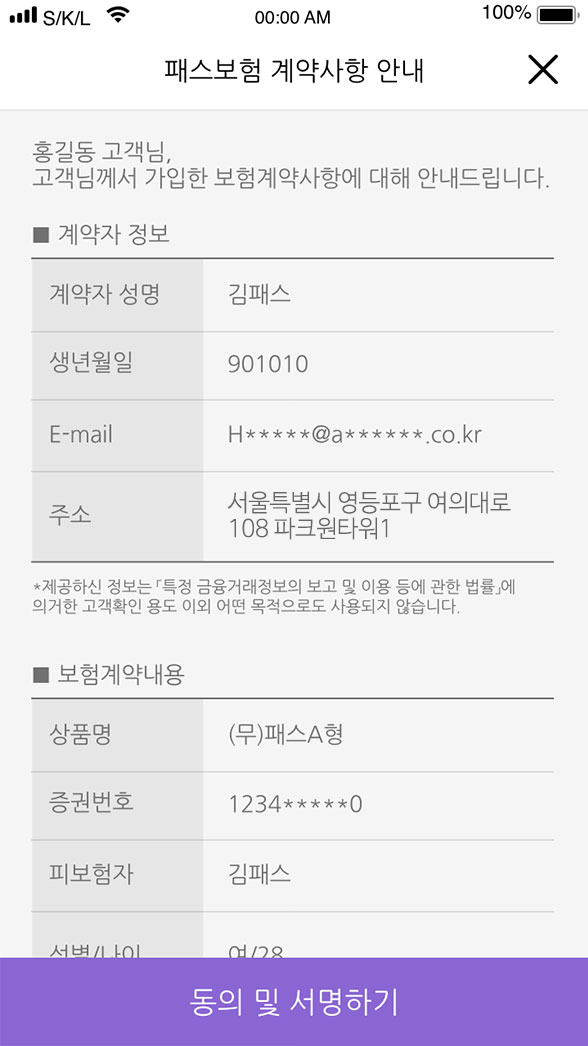 S/K/L 00:00 AM 100%
패스보험 계약사항 안내
홍길동 고객님,
고객님께서 가입한 보험계약사항에 대해 안내드립니다.
■ 계약자 정보
계약자 성명 김패스
생년월일 901010
E-mail H*****@a******.co.kr
주소 서울특별시 영등포구 여의대로
108 파크원타워1
*제공하신 정보는 「특정 금융거래정보의 보고 및 이용 등에 관한 법률」에
의거한 고객확인 용도 이외 어떤 목적으로도 사용되지 않습니다.
■ 보험계약내용
상품명 (무)패스A형
증권번호 1234*****0
피보험자 김패스
성별/나이 여/28
동의 및 서명하기